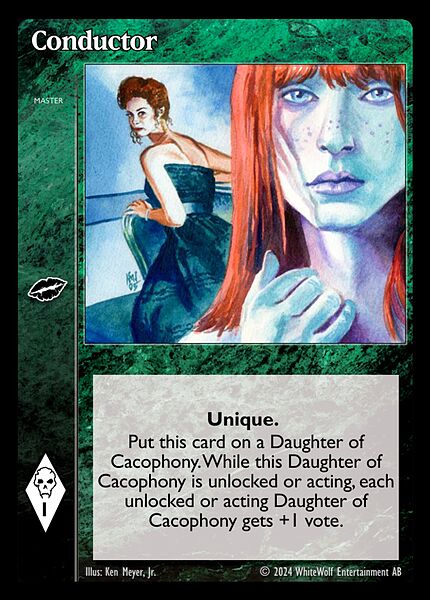 Conductor
MASTER
Unique.
Put this card on a Daughter of
Cacophony. While this Daughter of
Cacophony is unlocked or acting, each
unlocked or acting Daughter of
Cacophony gets +1 vote.
I
Illus: Ken Meyer, Jr.
© 2024 WhiteWolf Entertainment AB